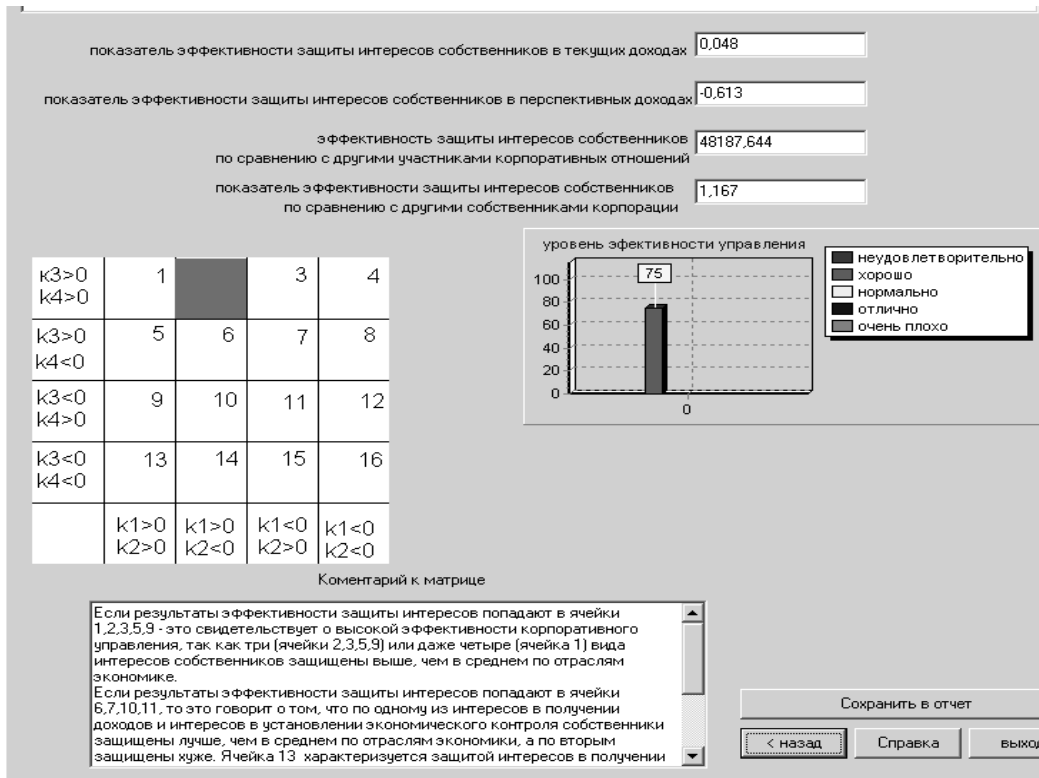 показатель эффективности защиты интересов собственников в текущих доходах 0,048
показатель эффективности защиты интересов собственников в перспективных доходах -0,613
эффективность защиты интересов собственников
по сравнению с другими участниками корпоративных отношений 48187,644
показатель эффективности защиты интересов собственников
по сравнению с другими собственниками корпорации 1,167
уровень эфективности управления
100
80
60
40
20
0
75
0
неудовлетворительно
хорошо
нормально
отлично
очень плохо
к3>0
k4>0
1 3 4
k3>0
k4<0
5 6 7 8
k3<0
k4>0
9 10 11 12
k3<0
k4<0
13 14 15 16
k1>0 k1>0 k1<0 k1<0
k2>0 k2<0 k2>0 k2<0
Коментарий к матрице
Если результаты эффективности защиты интересов попадают в ячейки
1,2,3,5,9 - это свидетельствует о высокой эффективности корпоративного
управления, так как три (ячейки 2,3,5,9) или даже четыре (ячейка 1) вида
интересов собственников защищены выше, чем в среднем по отраслям
экономике.
Если результаты эффективности защиты интересов попадают в ячейки
6,7,10,11, то это говорит о том, что по одному из интересов в получении
доходов и интересов в установлении экономического контроля собственники
защищены лучше, чем в среднем по отраслям экономики, а по вторым
защищены хуже. Ячейка 13 характеризуется защитой интересов в получении
Сохранить в отчет
< назад Справка выхо